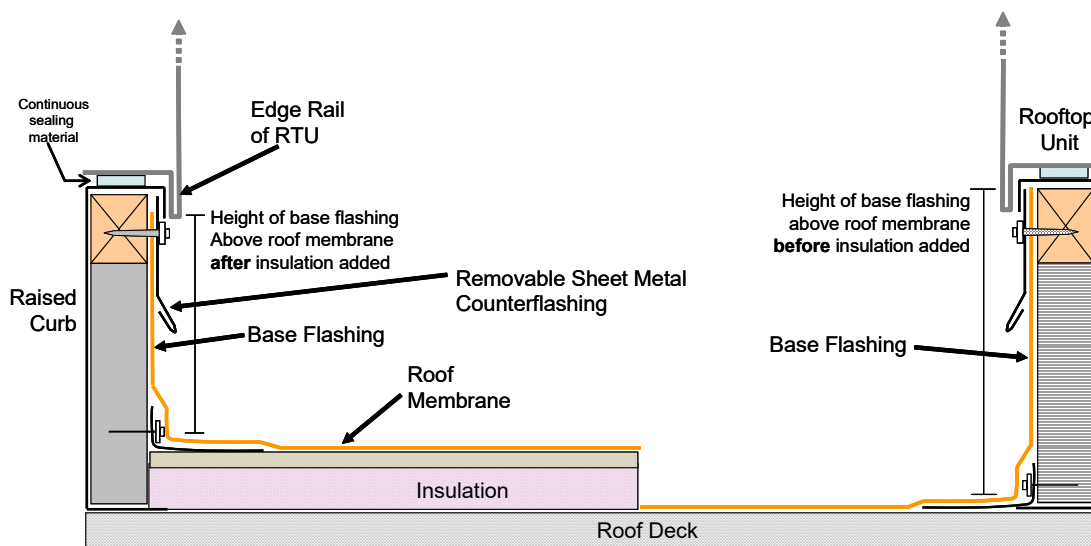 Continuous
sealing
material
Edge Rail
of RTU
Rooftop
Unit
Height of base flashing
Above roof membrane
after insulation added
Height of base flashing
above roof membrane
before insulation added
Removable Sheet Metal
Counterflashing
Raised
Curb
Base Flashing
Base Flashing
Roof
Membrane
Insulation
Roof Deck